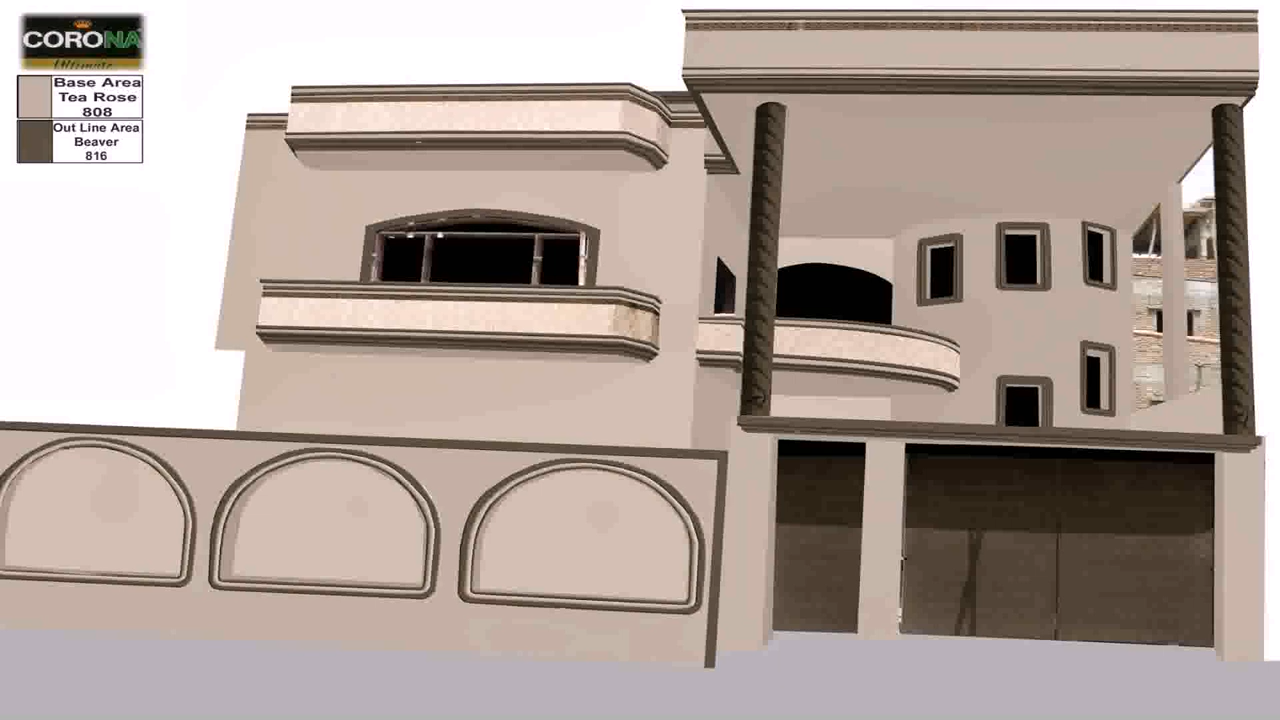 CORONA
Ultimate
Base Area
Tea Rose
808
Out Line Area
Beaver
816